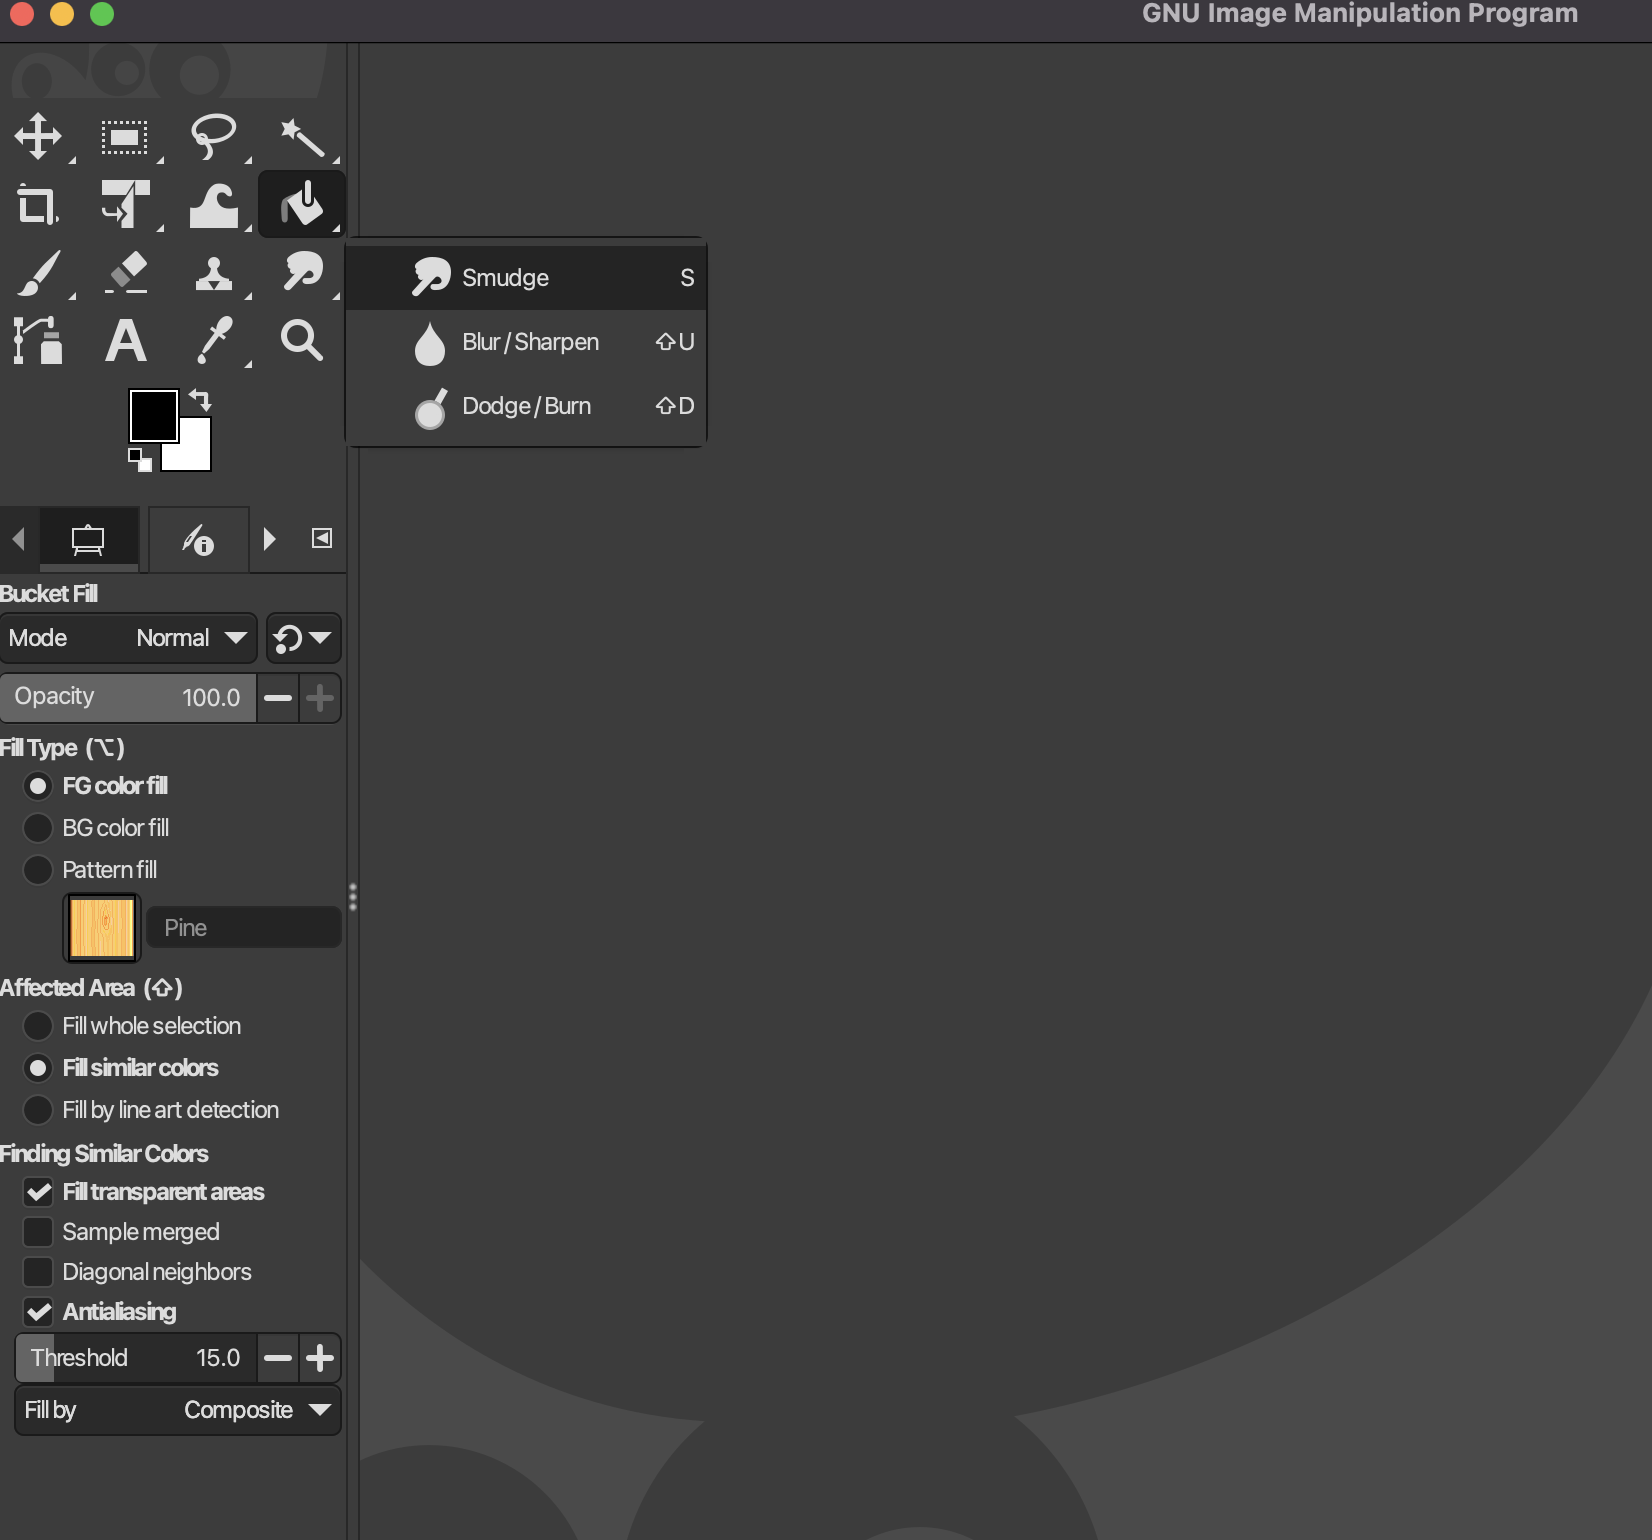 GNU Image Manipulation Program
Smudge S
Blur / Sharpen ⇧U
Dodge / Burn ⇧D
Bucket Fill
Mode Normal
Opacity 100.0
Fill Type (⌥)
FG color fill
BG color fill
Pattern fill
Pine
Affected Area (⇧)
Fill whole selection
Fill similar colors
Fill by line art detection
Finding Similar Colors
Fill transparent areas
Sample merged
Diagonal neighbors
Antialiasing
Threshold 15.0
Fill by Composite